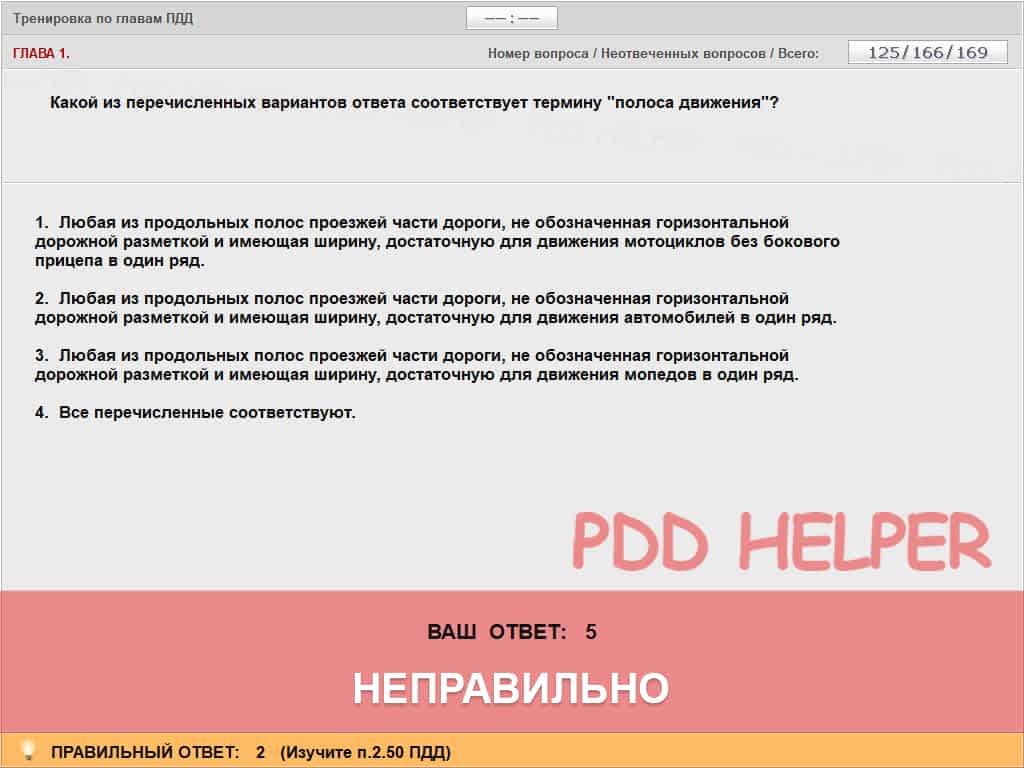 Тренировка по главам ПДД
—— : ——
ГЛАВА 1.
Номер вопроса / Неотвеченных вопросов / Всего:
125/166/169
Какой из перечисленных вариантов ответа соответствует термину "полоса движения"?
1. Любая из продольных полос проезжей части дороги, не обозначенная горизонтальной
дорожной разметкой и имеющая ширину, достаточную для движения мотоциклов без бокового
прицепа в один ряд.
2. Любая из продольных полос проезжей части дороги, не обозначенная горизонтальной
дорожной разметкой и имеющая ширину, достаточную для движения автомобилей в один ряд.
3. Любая из продольных полос проезжей части дороги, не обозначенная горизонтальной
дорожной разметкой и имеющая ширину, достаточную для движения мопедов в один ряд.
4. Все перечисленные соответствуют.
PDD HELPER
ВАШ ОТВЕТ: 5
НЕПРАВИЛЬНО
ПРАВИЛЬНЫЙ ОТВЕТ: 2 (Изучите п.2.50 ПДД)